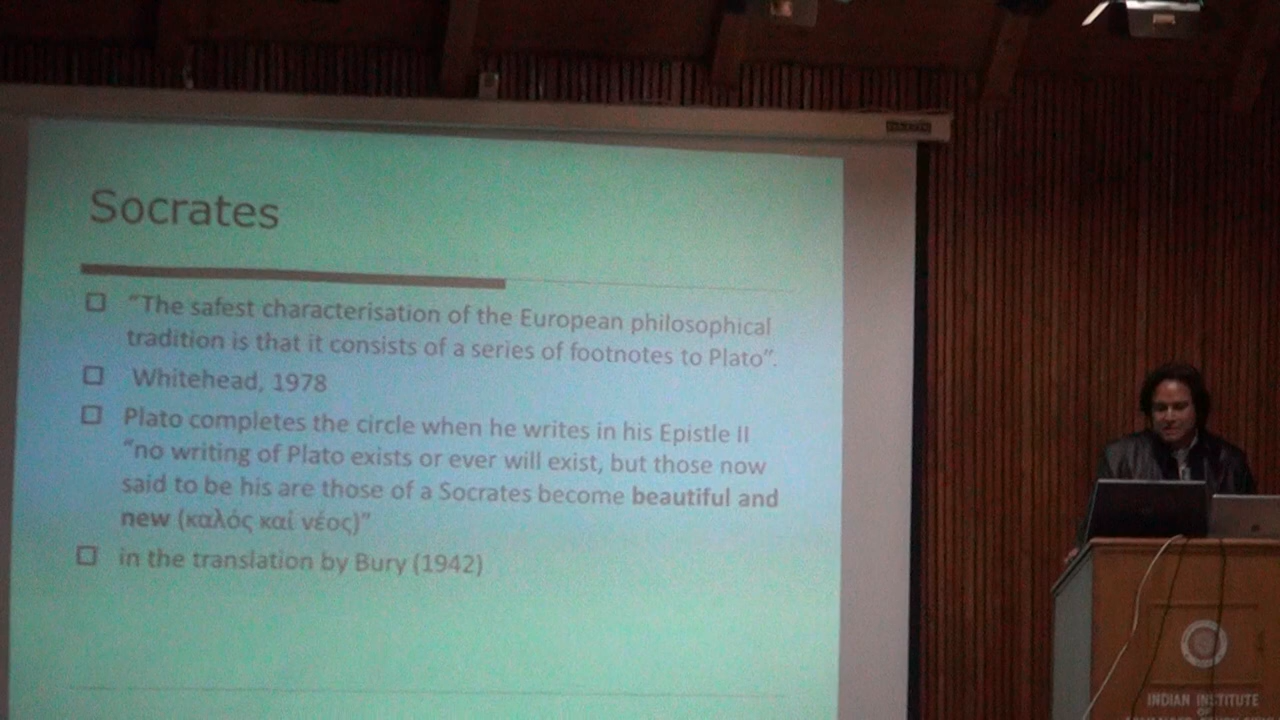 Socrates
"The safest characterisation of the European philosophical
tradition is that it consists of a series of footnotes to Plato".
Whitehead, 1978
Plato completes the circle when he writes in his Epistle II
"no writing of Plato exists or ever will exist, but those now
said to be his are those of a Socrates become beautiful and
new (καλός καί νέος)"
in the translation by Bury (1942)
INDIAN INSTITUTE
OF